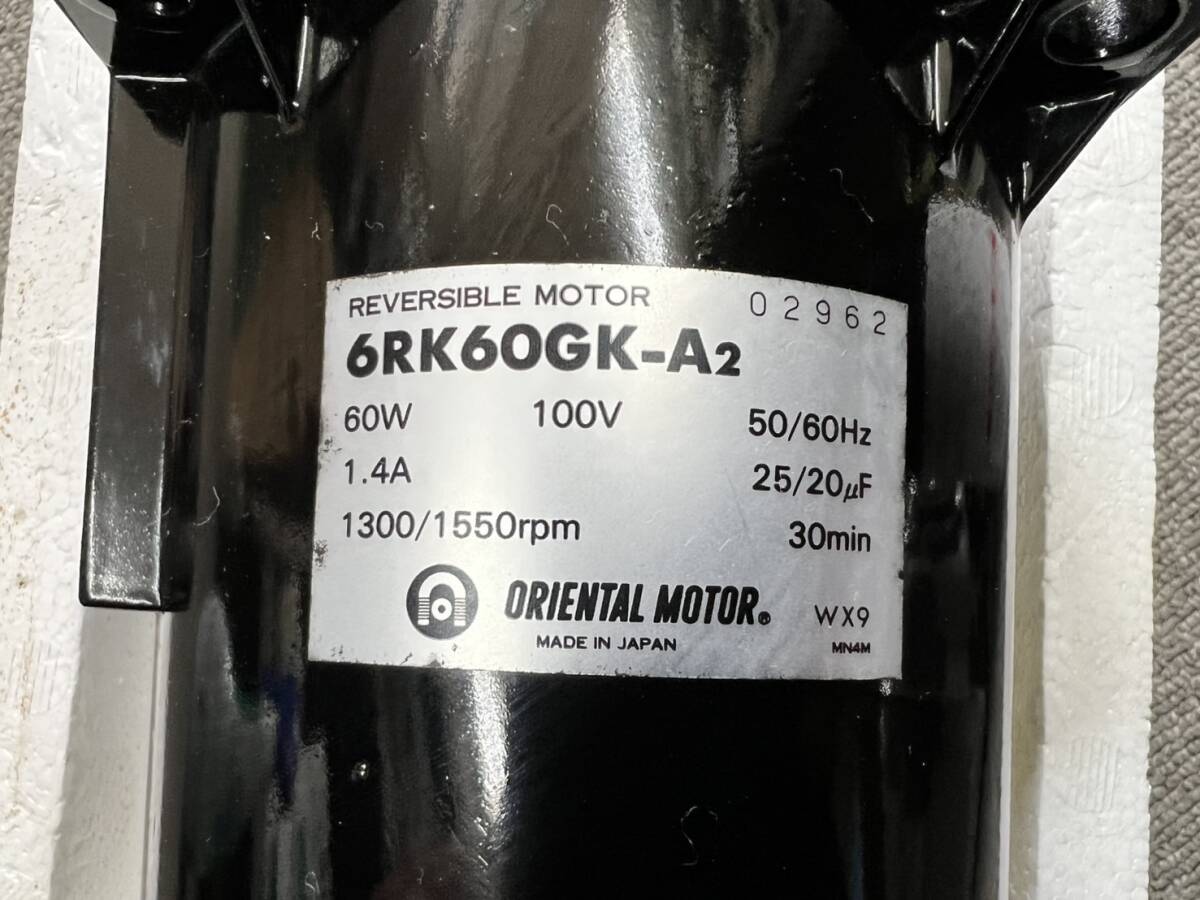 REVERSIBLE MOTOR 02962
6RK60GK-A2
60W 100V 50/60Hz
1.4A 25/20μF
1300/1550rpm 30min
ORIENTAL MOTOR® WX9
MADE IN JAPAN MN4M